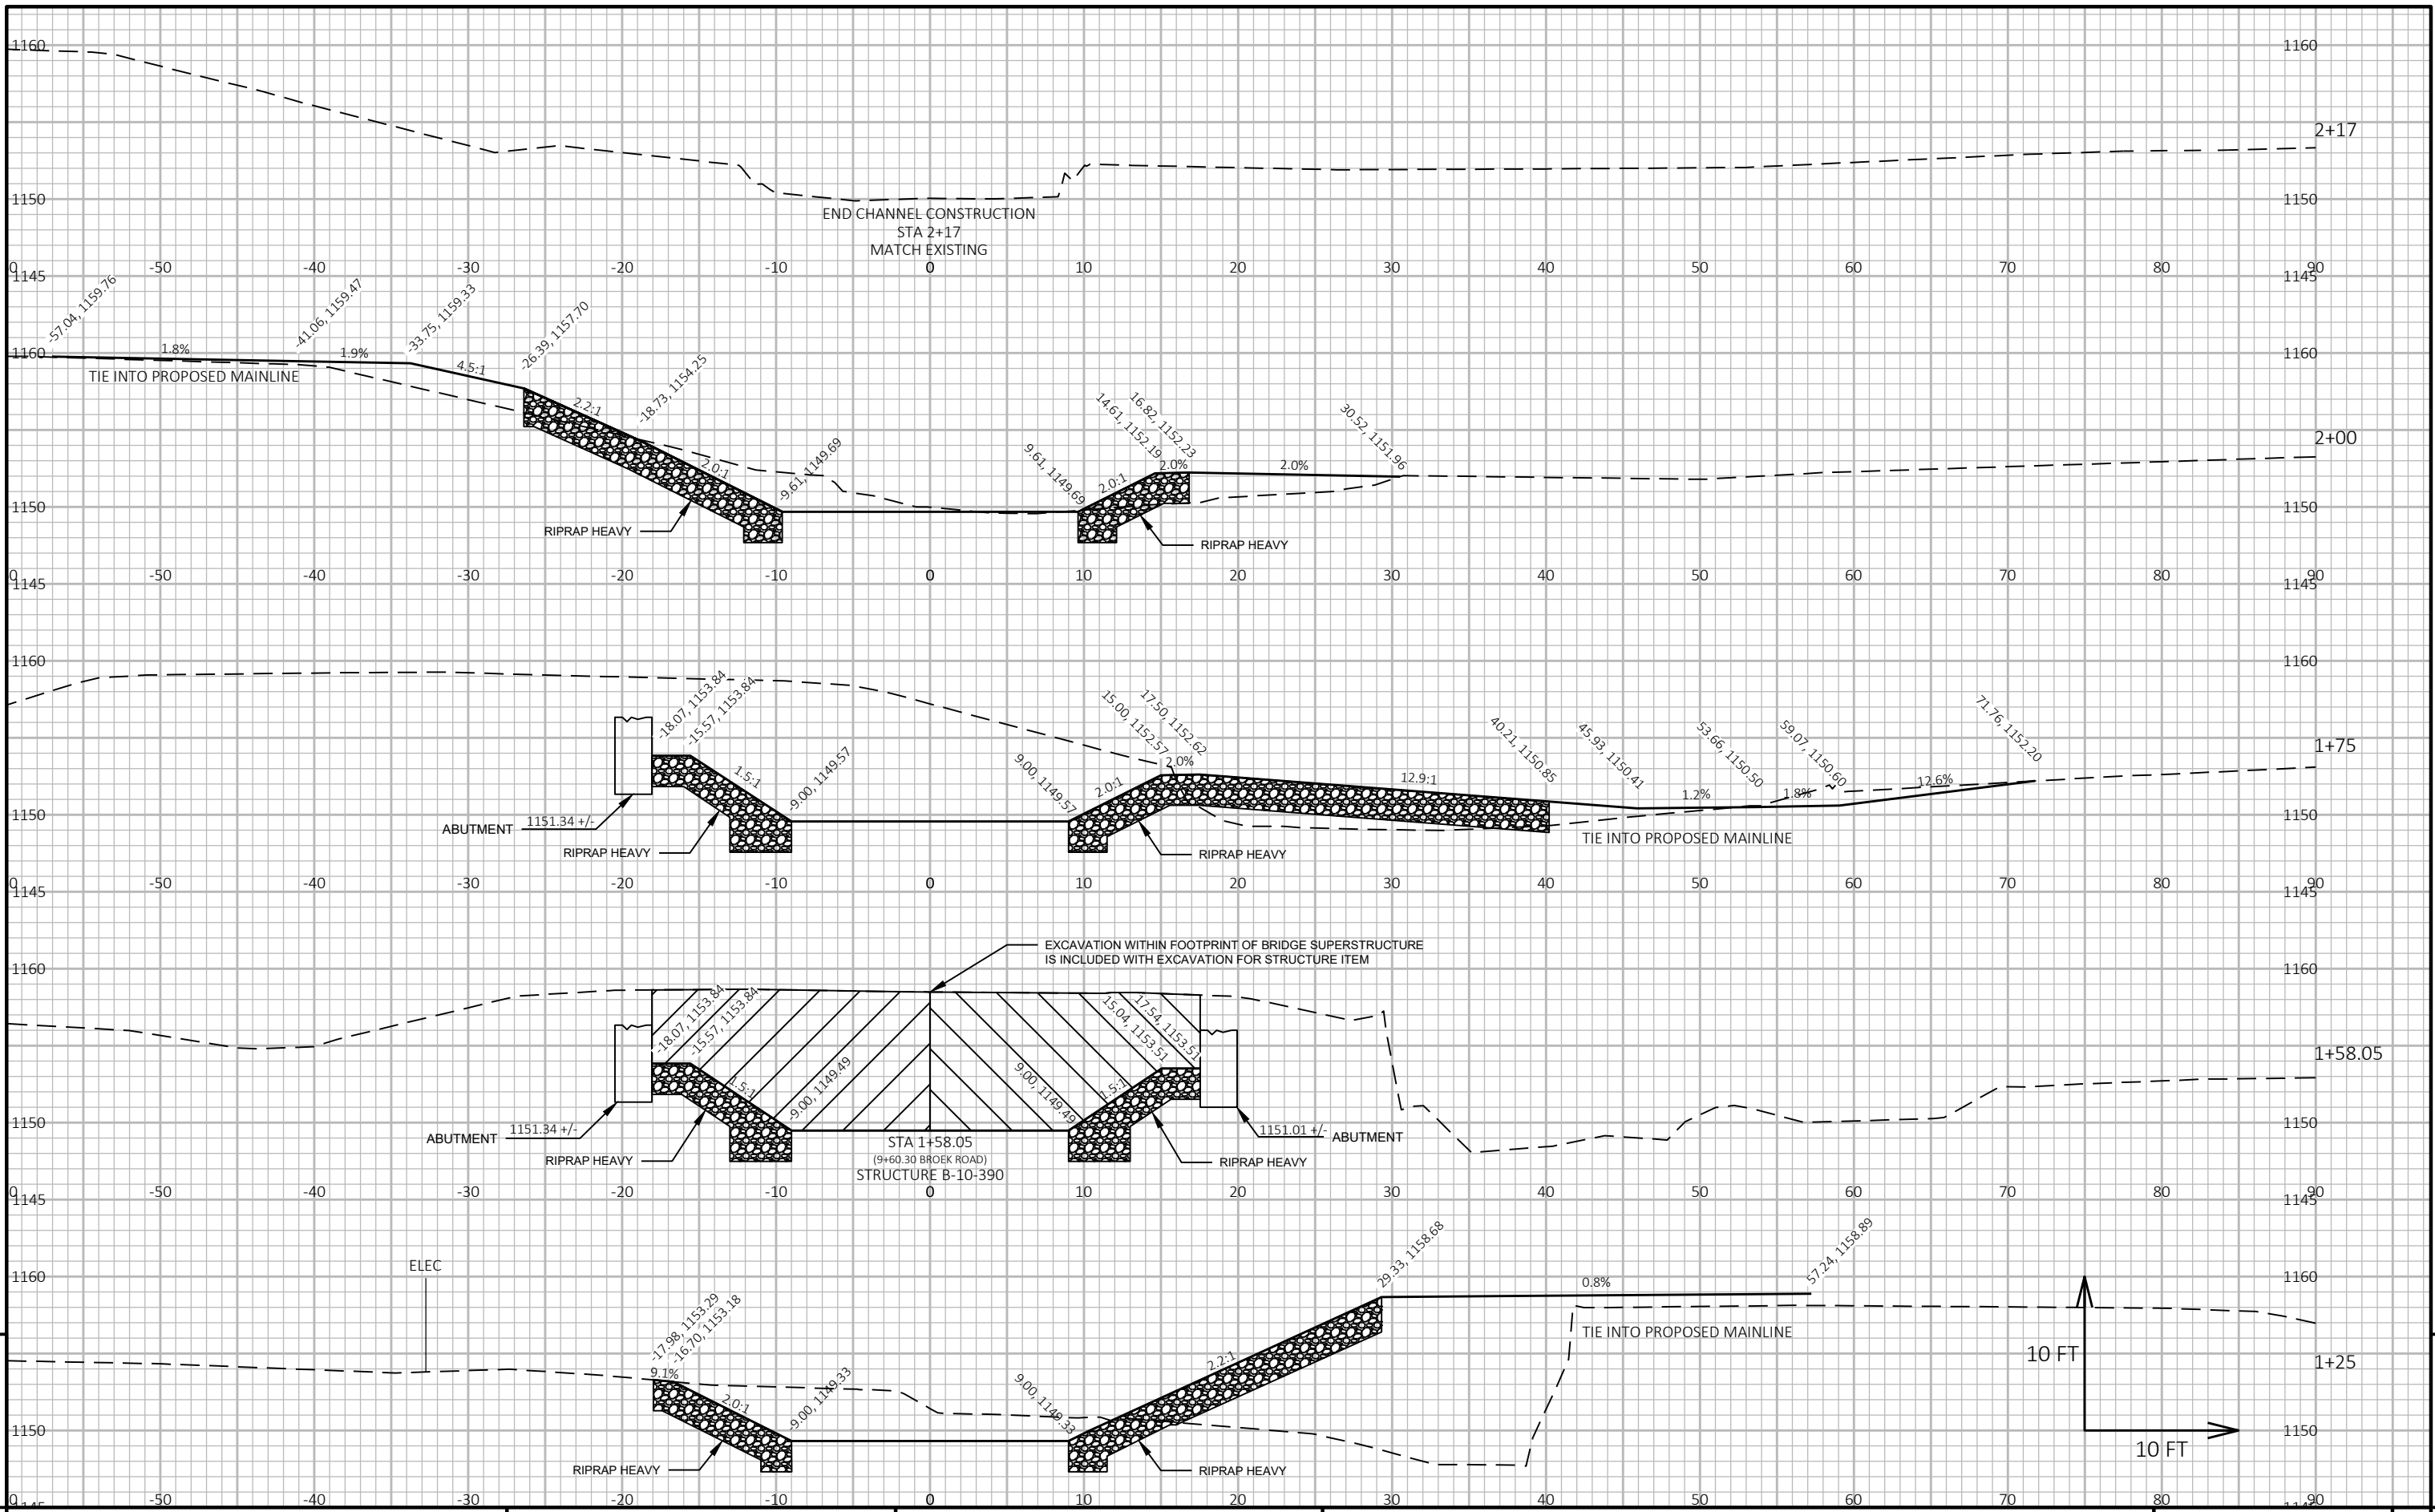 1160 1160
2+17
1150 1150
END CHANNEL CONSTRUCTION
STA 2+17
MATCH EXISTING
0 -50 -40 -30 -20 -10 0 10 20 30 40 50 60 70 80 90
1145 1145
-57.04, 1159.76
-41.06, 1159.47
-33.75, 1159.33
-26.39, 1157.70
-18.73, 1154.25
-9.61, 1149.69
9.61, 1149.69
14.61, 1152.19
16.82, 1152.23
30.52, 1151.96
1160 1160
1.8% 1.9% 4.5:1 2.2:1 2.0:1 2.0:1 2.0% 2.0%
TIE INTO PROPOSED MAINLINE
2+00
1150 1150
RIPRAP HEAVY
RIPRAP HEAVY
0 -50 -40 -30 -20 -10 0 10 20 30 40 50 60 70 80 90
1145 1145
1160 1160
-18.07, 1153.84
-15.57, 1153.84
-9.00, 1149.57
9.00, 1149.57
15.00, 1152.57
17.50, 1152.62
40.21, 1150.85
45.93, 1150.41
53.66, 1150.50
59.07, 1150.60
71.76, 1152.20
1+75
1.5:1 2.0:1 2.0% 12.9:1 1.2% 1.8% 12.6%
1150 1150
ABUTMENT 1151.34 +/-
TIE INTO PROPOSED MAINLINE
RIPRAP HEAVY
RIPRAP HEAVY
0 -50 -40 -30 -20 -10 0 10 20 30 40 50 60 70 80 90
1145 1145
EXCAVATION WITHIN FOOTPRINT OF BRIDGE SUPERSTRUCTURE
IS INCLUDED WITH EXCAVATION FOR STRUCTURE ITEM
1160 1160
-18.07, 1153.84
-15.57, 1153.84
-9.00, 1149.49
9.00, 1149.49
15.04, 1153.51
17.54, 1153.51
1+58.05
1.5:1 1.5:1
1150 1150
ABUTMENT 1151.34 +/-
1151.01 +/- ABUTMENT
STA 1+58.05
(9+60.30 BROEK ROAD)
STRUCTURE B-10-390
RIPRAP HEAVY
RIPRAP HEAVY
0 -50 -40 -30 -20 -10 0 10 20 30 40 50 60 70 80 90
1145 1145
ELEC
1160 1160
-17.98, 1153.29
-16.70, 1153.18
-9.00, 1149.33
9.00, 1149.33
29.33, 1158.68
57.24, 1158.89
0.8%
TIE INTO PROPOSED MAINLINE
10 FT
1+25
9.1% 2.0:1 2.2:1
1150 1150
10 FT
RIPRAP HEAVY
RIPRAP HEAVY
0 -50 -40 -30 -20 -10 0 10 20 30 40 50 60 70 80 90
1145 1145